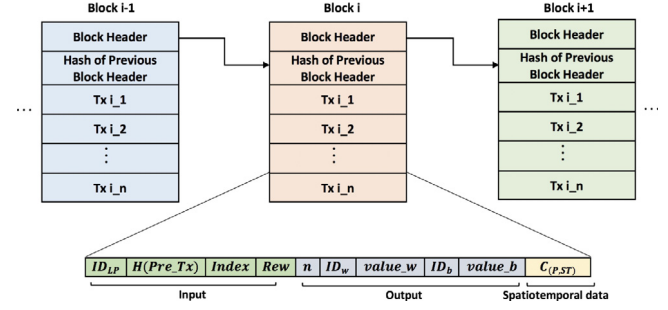 Block i-1
Block Header
Hash of Previous
Block Header
Tx i_1
Tx i_2
⋮
Tx i_n
Block i
Block Header
Hash of Previous
Block Header
Tx i_1
Tx i_2
⋮
Tx i_n
Block i+1
Block Header
Hash of Previous
Block Header
Tx i_1
Tx i_2
⋮
Tx i_n
...
...
ID_LP H(Pre_Tx) Index Rew n ID_w value_w ID_b value_b C_(P,ST)
Input Output Spatiotemporal data